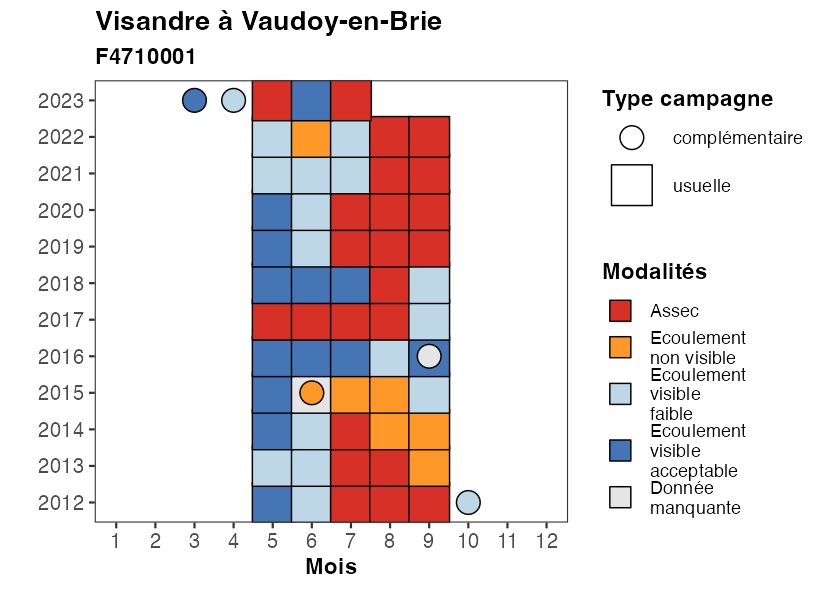 Visandre à Vaudoy-en-Brie
F4710001
2023
2022
2021
2020
2019
2018
2017
2016
2015
2014
2013
2012
1 2 3 4 5 6 7 8 9 10 11 12
Mois
Type campagne
complémentaire
usuelle
Modalités
Assec
Ecoulement
non visible
Ecoulement
visible
faible
Ecoulement
visible
acceptable
Donnée
manquante